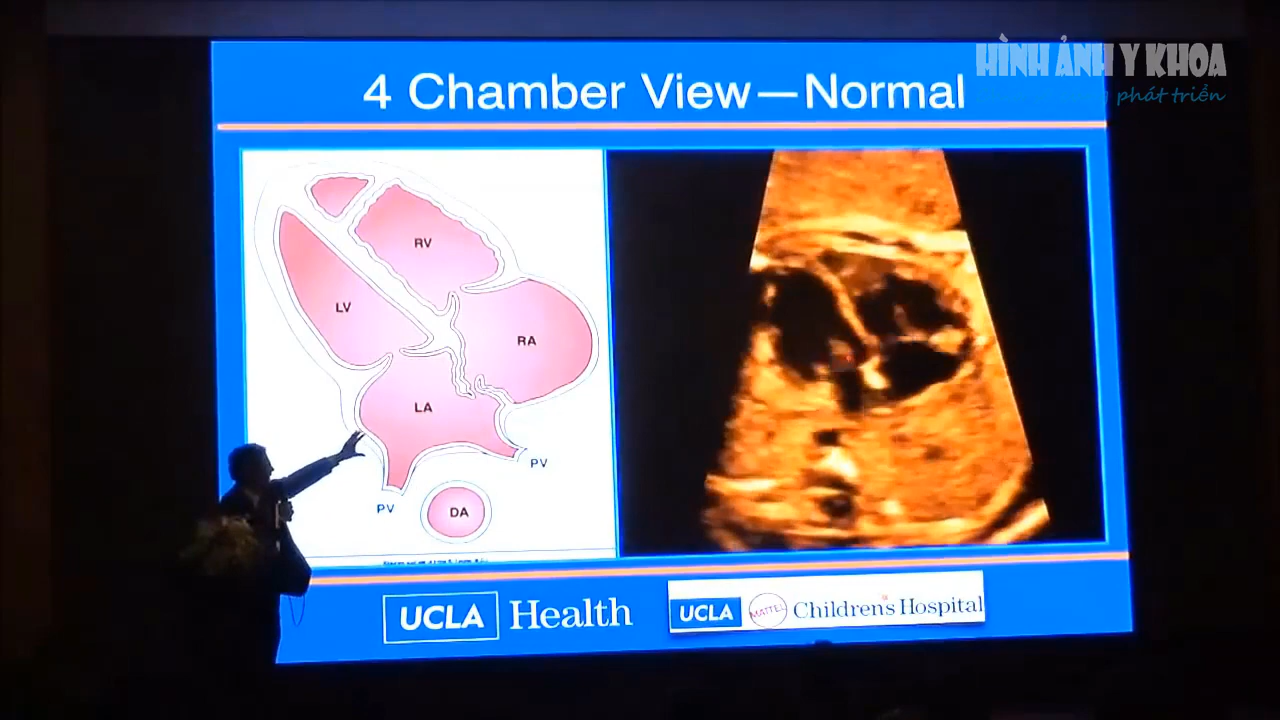 HÌNH ẢNH Y KHOA
phát triển
4 Chamber View—Normal
RV
LV
RA
LA
PV
PV
DA
UCLA Health
UCLA MATTEL Children's Hospital